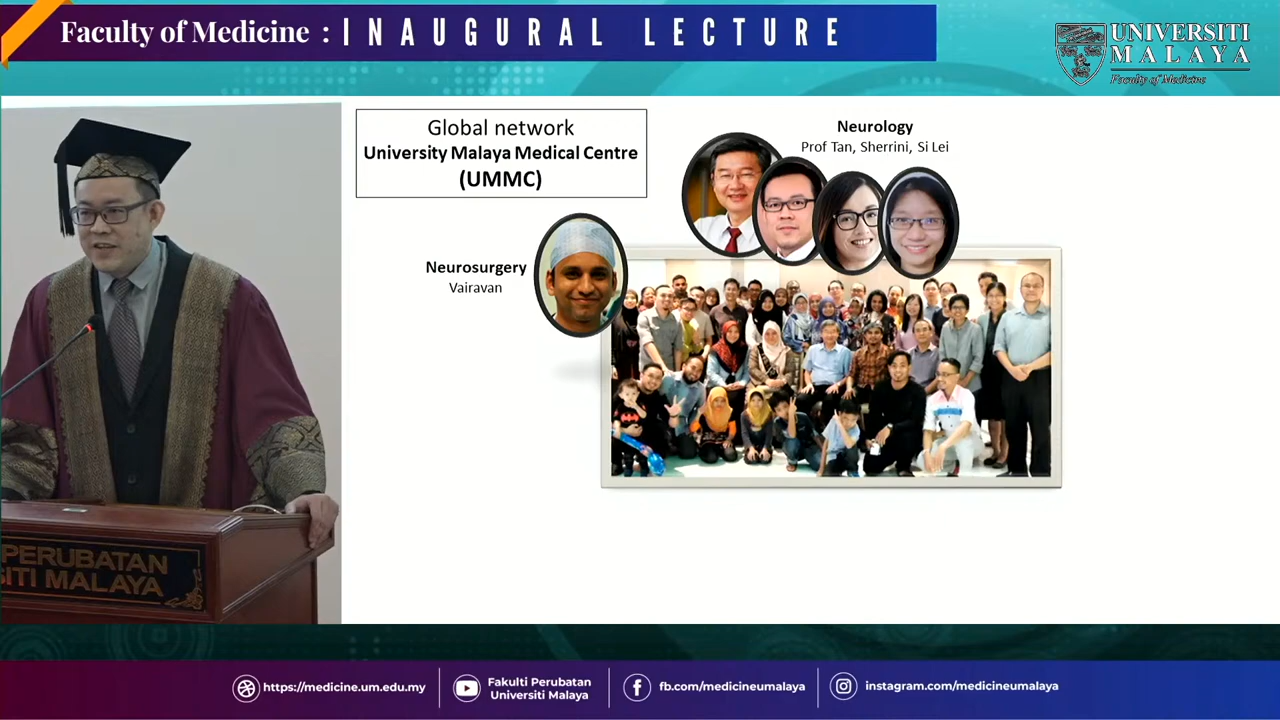 Faculty of Medicine : INAUGURAL LECTURE
UNIVERSITI
MALAYA
Faculty of Medicine
Global network
University Malaya Medical Centre
(UMMC)
Neurology
Prof Tan, Sherrini, Si Lei
Neurosurgery
Vairavan
PERUBATAN
SITI MALAYA
https://medicine.um.edu.my
Fakulti Perubatan
Universiti Malaya
fb.com/medicineumalaya
instagram.com/medicineumalaya